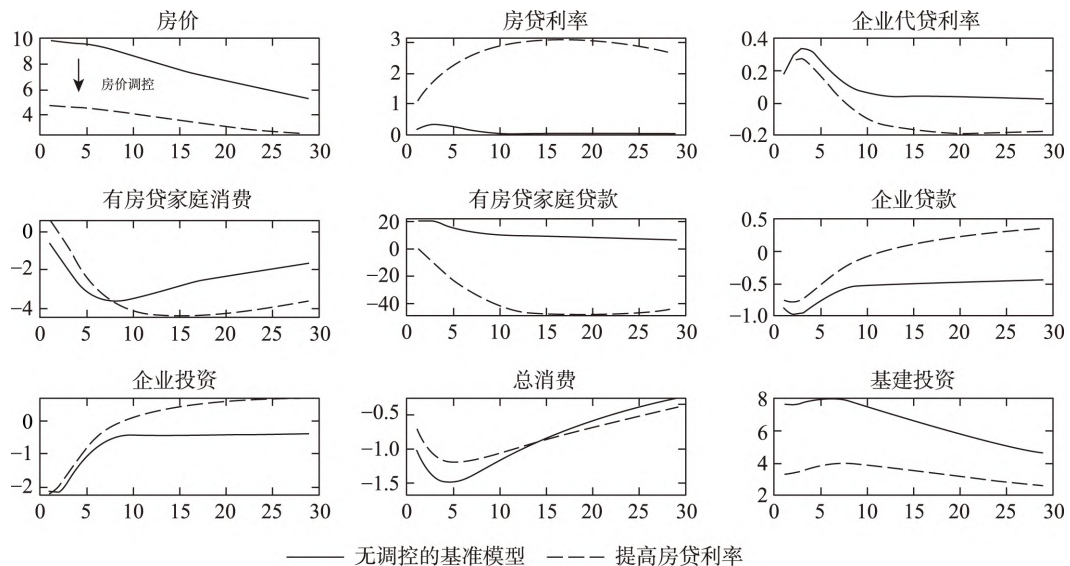 房价 房贷利率 企业代贷利率
10 3 0.4
8 房价调控 2 0.2
6 1 0
4 0 −0.2
0 5 10 15 20 25 30 0 5 10 15 20 25 30 0 5 10 15 20 25 30
有房贷家庭消费 有房贷家庭贷款 企业贷款
0 20 0.5
−2 0 0
−4 −20 −0.5
−40 −1.0
0 5 10 15 20 25 30 0 5 10 15 20 25 30 0 5 10 15 20 25 30
企业投资 总消费 基建投资
0 −0.5 8
−1 −1.0 6
−2 −1.5 4
2
0 5 10 15 20 25 30 0 5 10 15 20 25 30 0 5 10 15 20 25 30
无调控的基准模型 提高房贷利率